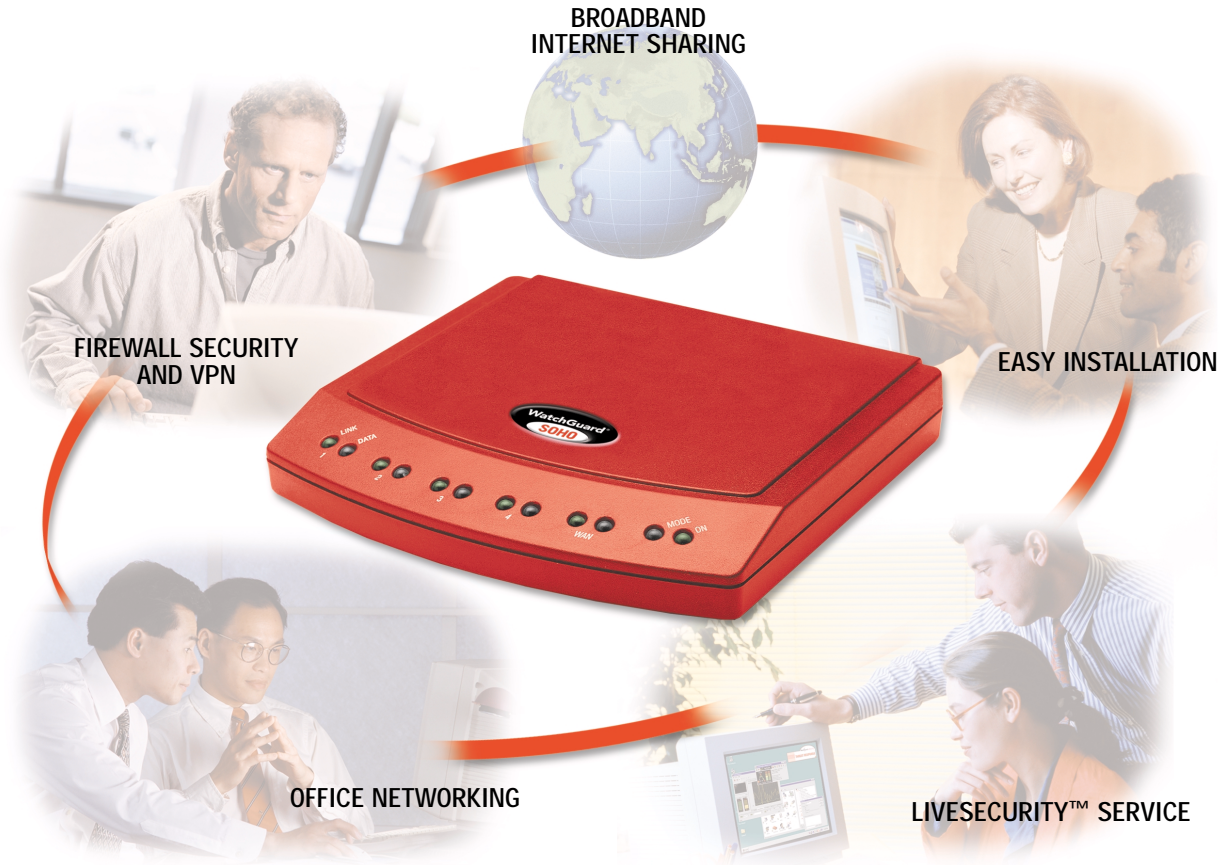 BROADBAND
INTERNET SHARING
FIREWALL SECURITY
AND VPN
EASY INSTALLATION
WatchGuard®
SOHO
LINK
DATA
1
2
3
4
WAN
MODE
ON
OFFICE NETWORKING
LIVESECURITY™ SERVICE